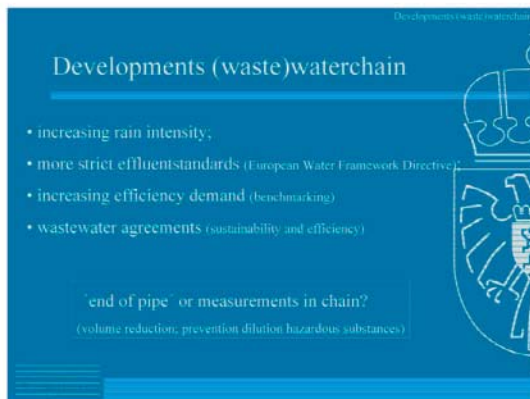 Developments (waste)waterchain
Developments (waste)waterchain
• increasing rain intensity;
• more strict effluentstandards (European Water Framework Directive);
• increasing efficiency demand (benchmarking)
• wastewater agreements (sustainability and efficiency)
´end of pipe´ or measurements in chain?
(volume reduction; prevention dilution hazardous substances)